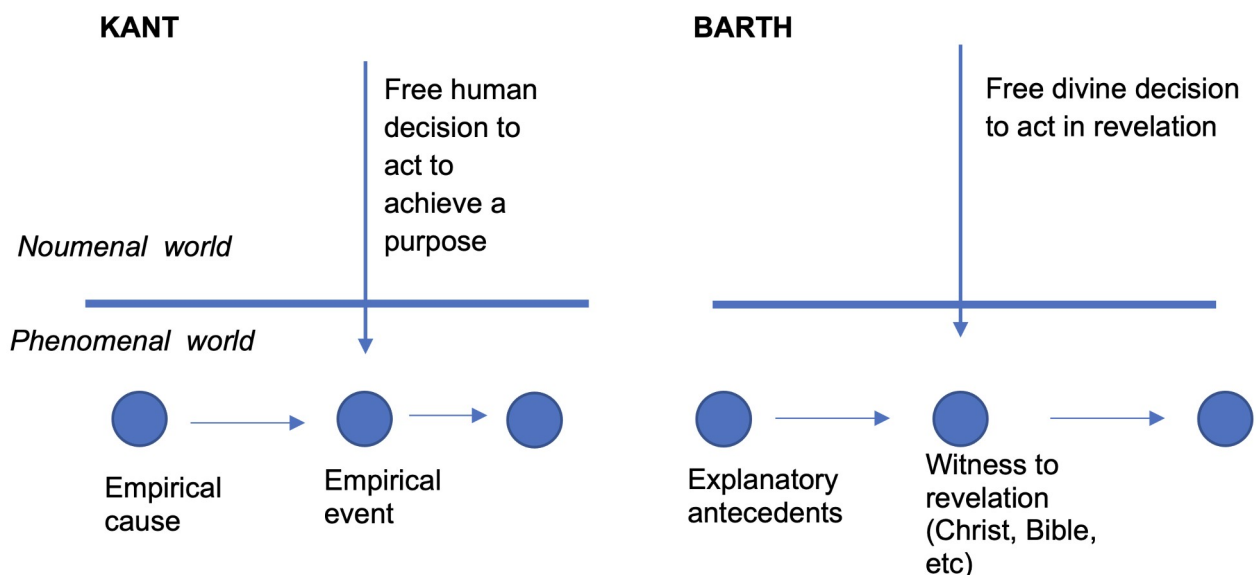 KANT
Free human
decision to
act to
achieve a
purpose
Noumenal world
Phenomenal world
Empirical
cause
Empirical
event
BARTH
Free divine decision
to act in revelation
Explanatory
antecedents
Witness to
revelation
(Christ, Bible,
etc)